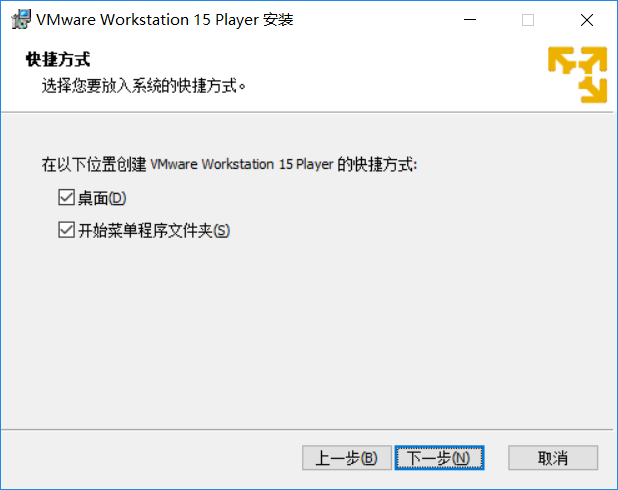 VMware Workstation 15 Player 安装
快捷方式
选择您要放入系统的快捷方式。
在以下位置创建 VMware Workstation 15 Player 的快捷方式:
桌面(D)
开始菜单程序文件夹(S)
上一步(B) 下一步(N) 取消